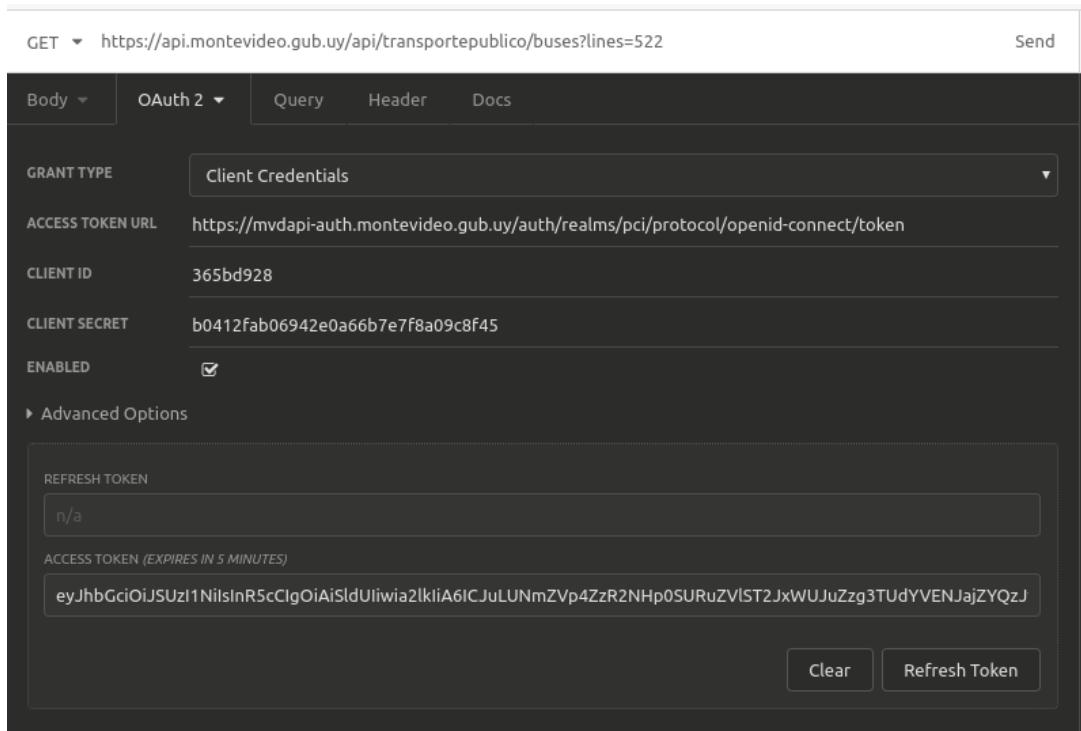 GET https://api.montevideo.gub.uy/api/transportepublico/buses?lines=522 Send
Body OAuth 2 Query Header Docs
GRANT TYPE Client Credentials
ACCESS TOKEN URL https://mvdapi-auth.montevideo.gub.uy/auth/realms/pci/protocol/openid-connect/token
CLIENT ID 365bd928
CLIENT SECRET b0412fab06942e0a66b7e7f8a09c8f45
ENABLED
Advanced Options
REFRESH TOKEN
n/a
ACCESS TOKEN (EXPIRES IN 5 MINUTES)
Clear Refresh Token